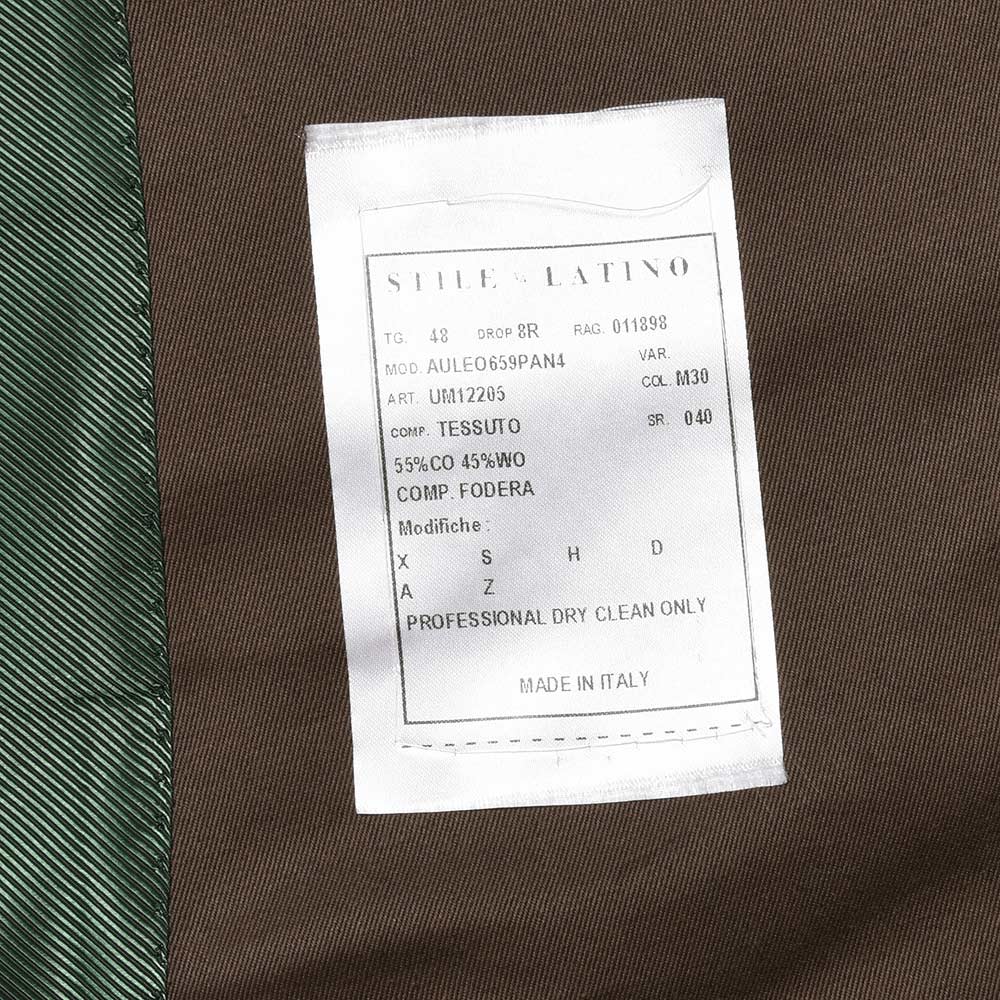 STILE LATINO
TG. 48 DROP 8R RAG. 011898
MOD. AULEO659PAN4 VAR.
ART. UM12205 COL. M30
COMP. TESSUTO SR. 040
55%CO 45%WO
COMP. FODERA
Modifiche :
X S H D
A Z
PROFESSIONAL DRY CLEAN ONLY
MADE IN ITALY